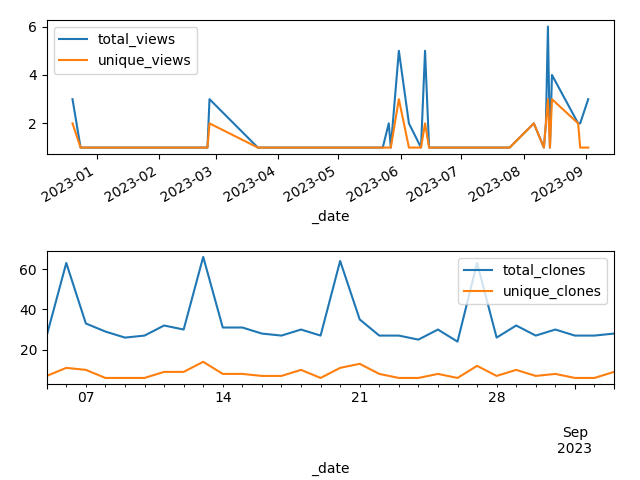 6
4
2
total_views
unique_views
2023-01
2023-02
2023-03
2023-04
2023-05
2023-06
2023-07
2023-08
2023-09
_date
60
40
20
total_clones
unique_clones
07
14
21
28
Sep
2023
_date